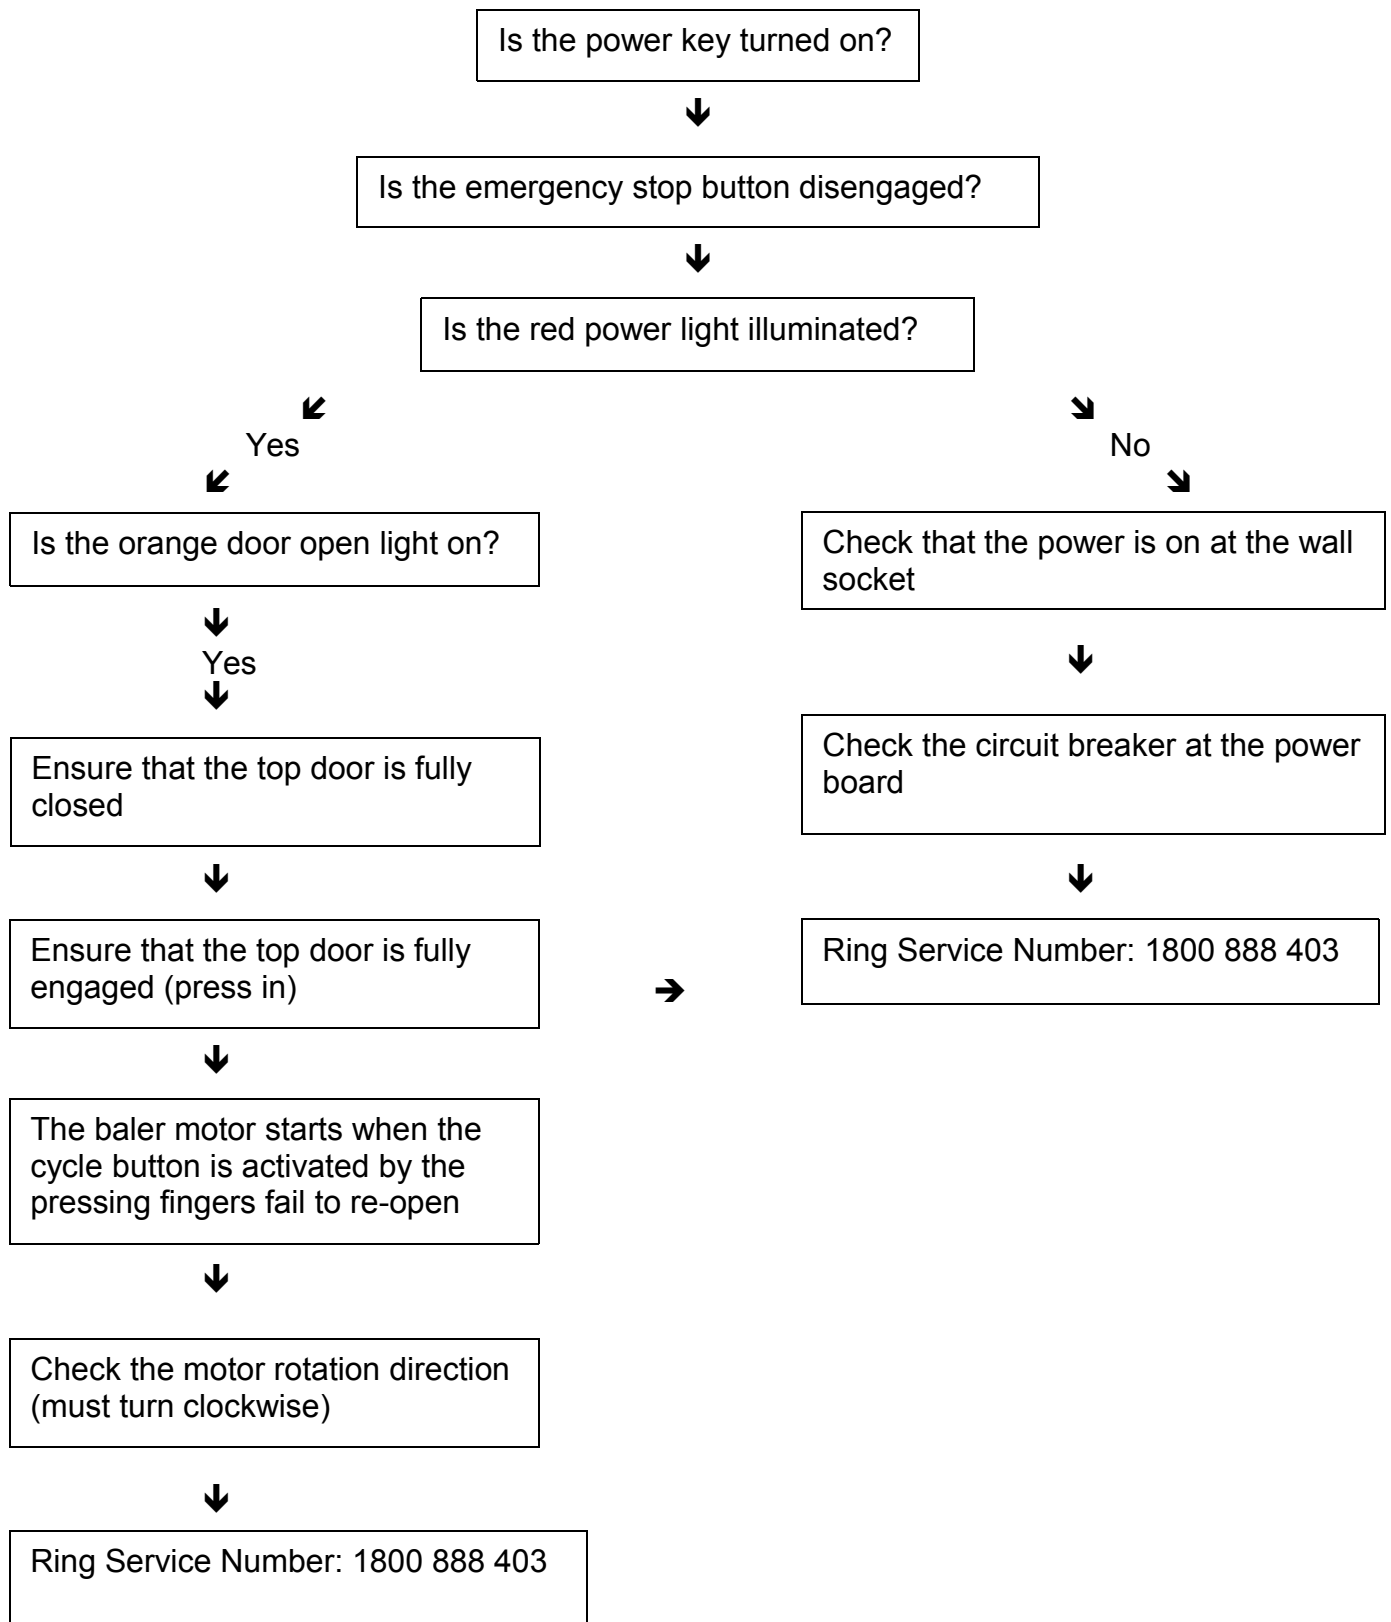 Is the power key turned on?
Is the emergency stop button disengaged?
Is the red power light illuminated?
Yes
No
Is the orange door open light on?
Check that the power is on at the wall
socket
Yes
Ensure that the top door is fully
closed
Check the circuit breaker at the power
board
Ensure that the top door is fully
engaged (press in)
Ring Service Number: 1800 888 403
The baler motor starts when the
cycle button is activated by the
pressing fingers fail to re-open
Check the motor rotation direction
(must turn clockwise)
Ring Service Number: 1800 888 403